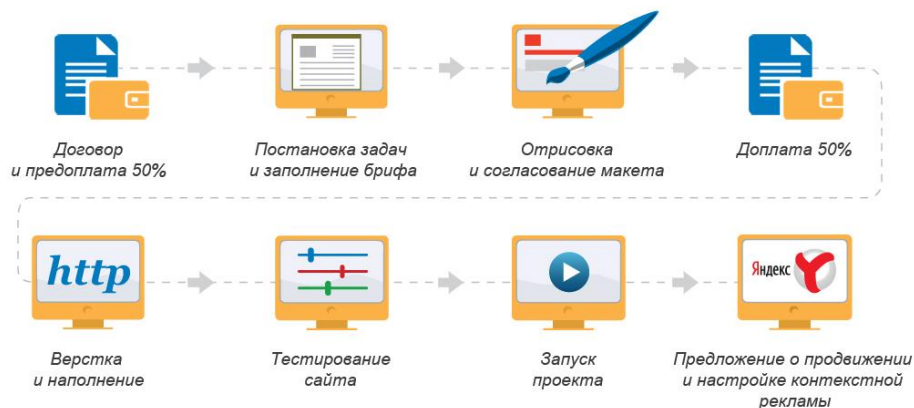 Договор
и предоплата 50%
Постановка задач
и заполнение брифа
Отрисовка
и согласование макета
Доплата 50%
http
Яндекс
Верстка
и наполнение
Тестирование
сайта
Запуск
проекта
Предложение о продвижении
и настройке контекстной
рекламы